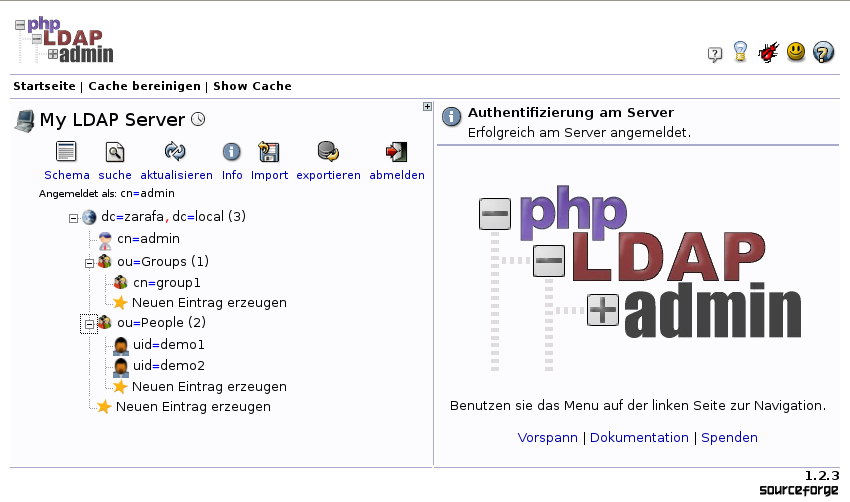 php
LDAP
admin
Startseite | Cache bereinigen | Show Cache
My LDAP Server
Schema suche aktualisieren Info Import exportieren abmelden
Angemeldet als: cn=admin
dc=zarafa, dc=local (3)
cn=admin
ou=Groups (1)
cn=group1
Neuen Eintrag erzeugen
ou=People (2)
uid=demo1
uid=demo2
Neuen Eintrag erzeugen
Neuen Eintrag erzeugen
Authentifizierung am Server
Erfolgreich am Server angemeldet.
php
LDAP
admin
Benutzen sie das Menu auf der linken Seite zur Navigation.
Vorspann | Dokumentation | Spenden
1.2.3
sourceforge